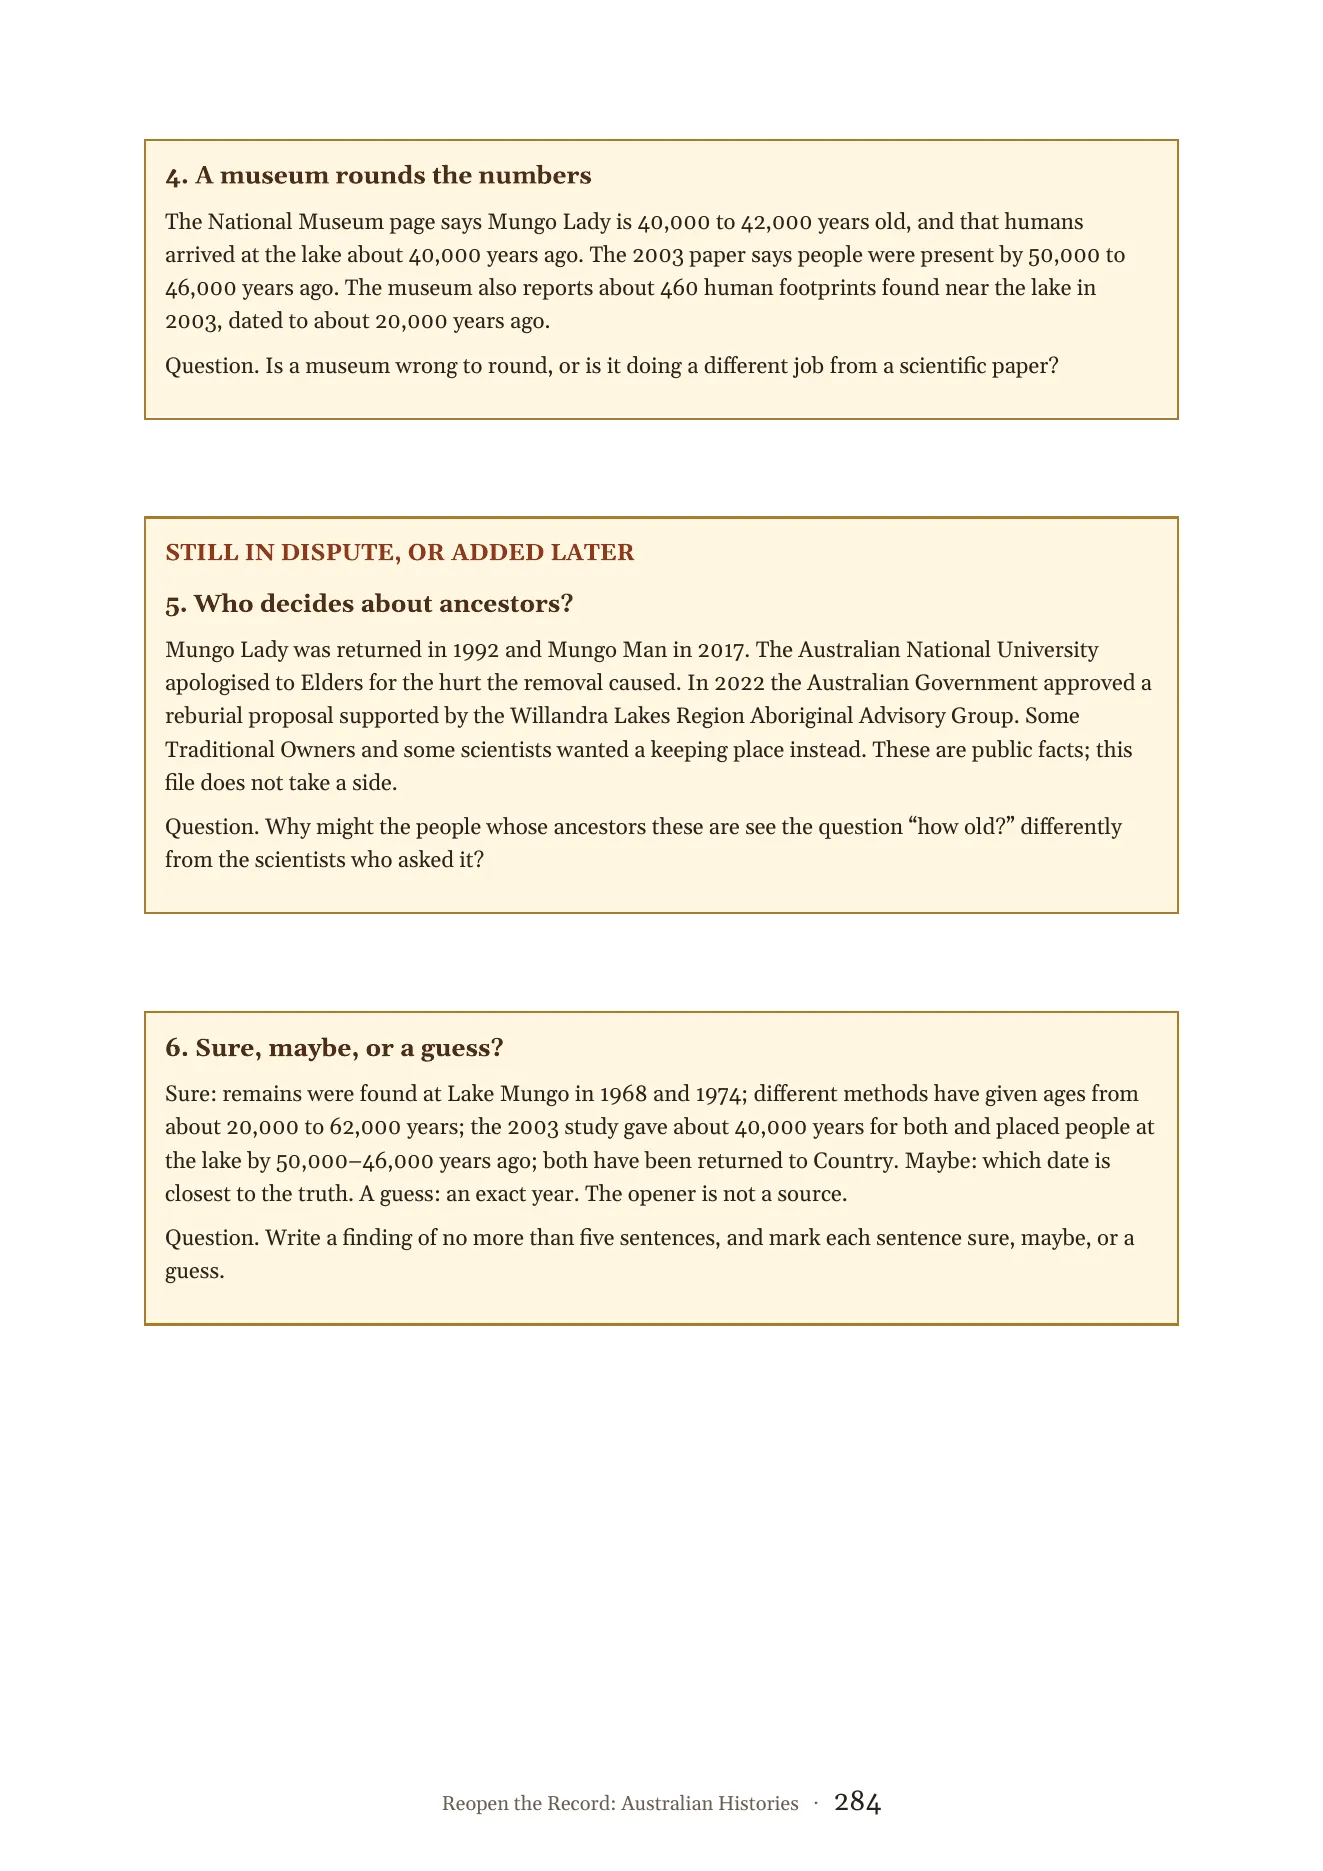 4. A museum rounds the numbers
The National Museum page says Mungo Lady is 40,000 to 42,000 years old, and that humans
arrived at the lake about 40,000 years ago. The 2003 paper says people were present by 50,000 to
46,000 years ago. The museum also reports about 460 human footprints found near the lake in
2003, dated to about 20,000 years ago.
Question. Is a museum wrong to round, or is it doing a different job from a scientific paper?
STILL IN DISPUTE, OR ADDED LATER
5. Who decides about ancestors?
Mungo Lady was returned in 1992 and Mungo Man in 2017. The Australian National University
apologised to Elders for the hurt the removal caused. In 2022 the Australian Government approved a
reburial proposal supported by the Willandra Lakes Region Aboriginal Advisory Group. Some
Traditional Owners and some scientists wanted a keeping place instead. These are public facts; this
file does not take a side.
Question. Why might the people whose ancestors these are see the question “how old?” differently
from the scientists who asked it?
6. Sure, maybe, or a guess?
Sure: remains were found at Lake Mungo in 1968 and 1974; different methods have given ages from
about 20,000 to 62,000 years; the 2003 study gave about 40,000 years for both and placed people at
the lake by 50,000–46,000 years ago; both have been returned to Country. Maybe: which date is
closest to the truth. A guess: an exact year. The opener is not a source.
Question. Write a finding of no more than five sentences, and mark each sentence sure, maybe, or a
guess.
Reopen the Record: Australian Histories · 284